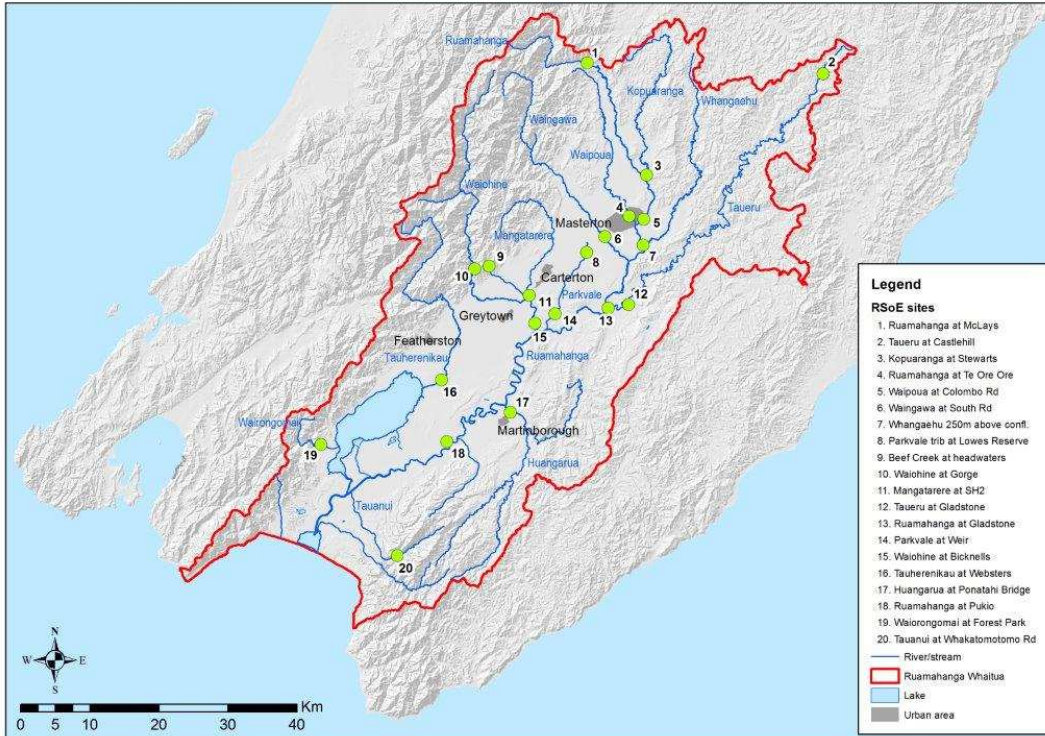 Ruamahanga
1
2
Kopuaranga
Whangaehu
Waingawa
Waipoua
3
Waiohine
4
Taueru
Masterton
5
Mangatarere
6
7
8
9
10
Carterton
11
Parkvale
12
Greytown
13
14
15
Featherston
Ruamahanga
Tauherenikau
16
17
Martinborough
Wairongomai
18
19
Huangarua
Tauanui
20
Legend
RSoE sites
1. Ruamahanga at McLays
2. Taueru at Castlehill
3. Kopuaranga at Stewarts
4. Ruamahanga at Te Ore Ore
5. Waipoua at Colombo Rd
6. Waingawa at South Rd
7. Whangaehu 250m above confl.
8. Parkvale trib at Lowes Reserve
9. Beef Creek at headwaters
10. Waiohine at Gorge
11. Mangatarere at SH2
12. Taueru at Gladstone
13. Ruamahanga at Gladstone
14. Parkvale at Weir
15. Waiohine at Bicknells
16. Tauherenikau at Websters
17. Huangarua at Ponatahi Bridge
18. Ruamahanga at Pukio
19. Waiorongomai at Forest Park
20. Tauanui at Whakatomotomo Rd
River/stream
Ruamahanga Whaitua
Lake
Urban area
N
W E
S
Km
0 5 10 20 30 40